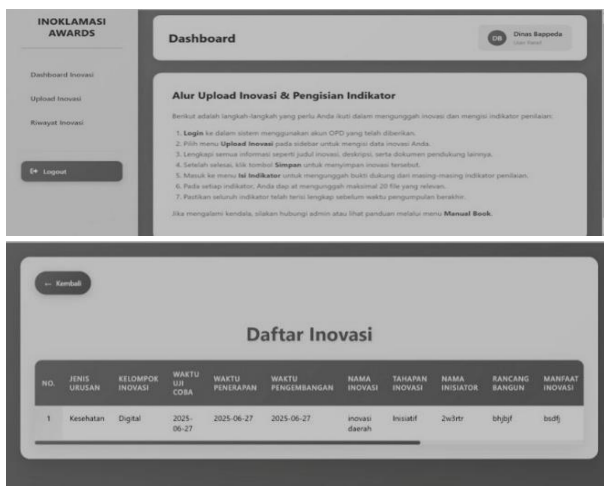 INOKLAMASI
AWARDS
Dashboard
DB
Dinas Bappeda
User Panel
Dashboard Inovasi
Upload Inovasi
Riwayat Inovasi
Logout
Alur Upload Inovasi & Pengisian Indikator
Berikut adalah langkah-langkah yang perlu Anda ikuti dalam mengunggah inovasi dan mengisi indikator penilaian:
1. Login ke dalam sistem menggunakan akun OPD yang telah diberikan.
2. Pilih menu Upload Inovasi pada sidebar untuk mengisi data inovasi Anda.
3. Lengkapi semua informasi seperti judul inovasi, deskripsi, serta dokumen pendukung lainnya.
4. Setelah selesai, klik tombol Simpan untuk menyimpan inovasi tersebut.
5. Masuk ke menu Isi Indikator untuk mengunggah bukti dukung dari masing-masing indikator penilaian.
6. Pada setiap indikator, Anda dapat mengunggah maksimal 20 file yang relevan.
7. Pastikan seluruh indikator telah terisi lengkap sebelum waktu pengumpulan berakhir.
Jika mengalami kendala, silakan hubungi admin atau lihat panduan melalui menu Manual Book.
← Kembali
Daftar Inovasi
NO. JENIS URUSAN KELOMPOK INOVASI WAKTU UJI COBA WAKTU PENERAPAN WAKTU PENGEMBANGAN NAMA INOVASI TAHAPAN INOVASI NAMA INISIATOR RANCANG BANGUN MANFAAT INOVASI
1 Kesehatan Digital 2025-06-27 2025-06-27 2025-06-27 inovasi daerah Inisiatif 2w3rtr bhjbjf bsdfj